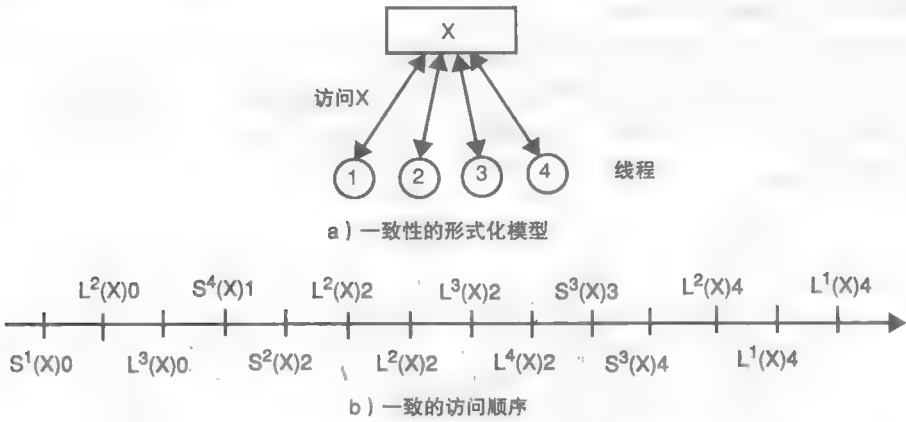 X
访问X
1 2 3 4 线程
a）一致性的形式化模型
L²(X)0 S⁴(X)1 L²(X)2 L³(X)2 S³(X)3 L²(X)4 L¹(X)4
S¹(X)0 L³(X)0 S²(X)2 L²(X)2 L⁴(X)2 S³(X)4 L¹(X)4
b）一致的访问顺序